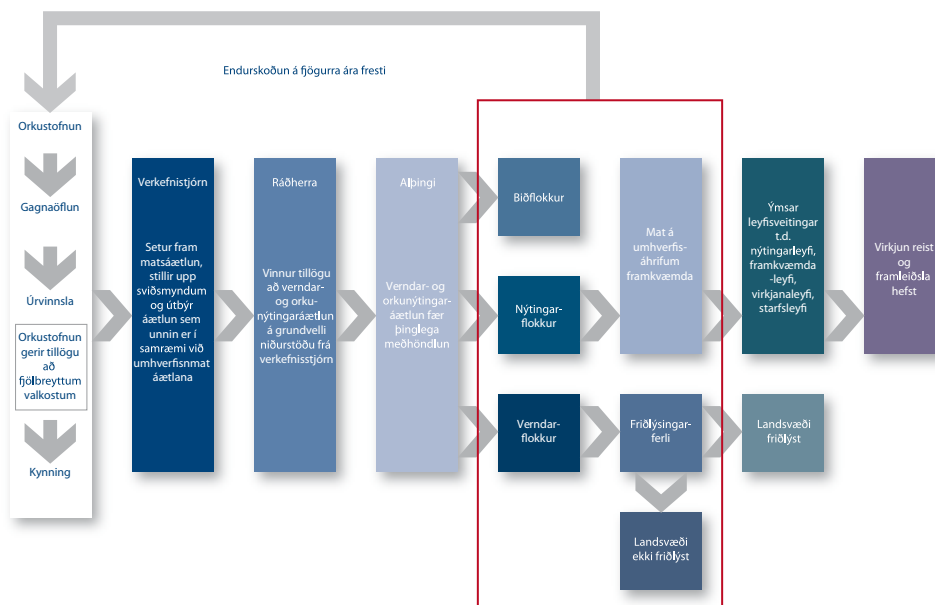 Endurskoðun á fjögurra ára fresti
Orkustofnun
Gagnaöflun
Úrvinnsla
Orkustofnun
gerir tillögu
að
fjölbreyttum
valkostum
Kynning
Verkefnistjórn
Setur fram
matsáætlun,
stillir upp
sviðsmyndum
og útbýr
áætlun sem
unnin er í
samræmi við
umhverfisnmat
áætlana
Ráðherra
Vinnur tillögu
að verndar-
og orku-
nýtingaráætlun
á grundvelli
niðurstöðu frá
verkefnisstjórn
Alþingi
Verndar- og
orkunýtingar-
áætlun fær
þinglega
meðhöndlun
Biðflokkur
Nýtingar-
flokkur
Verndar-
flokkur
Mat á
umhverfis-
áhrifum
framkvæmda
Friðlýsingar-
ferli
Landsvæði
ekki friðlýst
Ýmsar
leyfisveitingar
t.d.
nýtingarleyfi,
framkvæmda
-leyfi,
virkjanaleyfi,
starfsleyfi
Landsvæði
friðlýst
Virkjun reist
og
framleiðsla
hefst